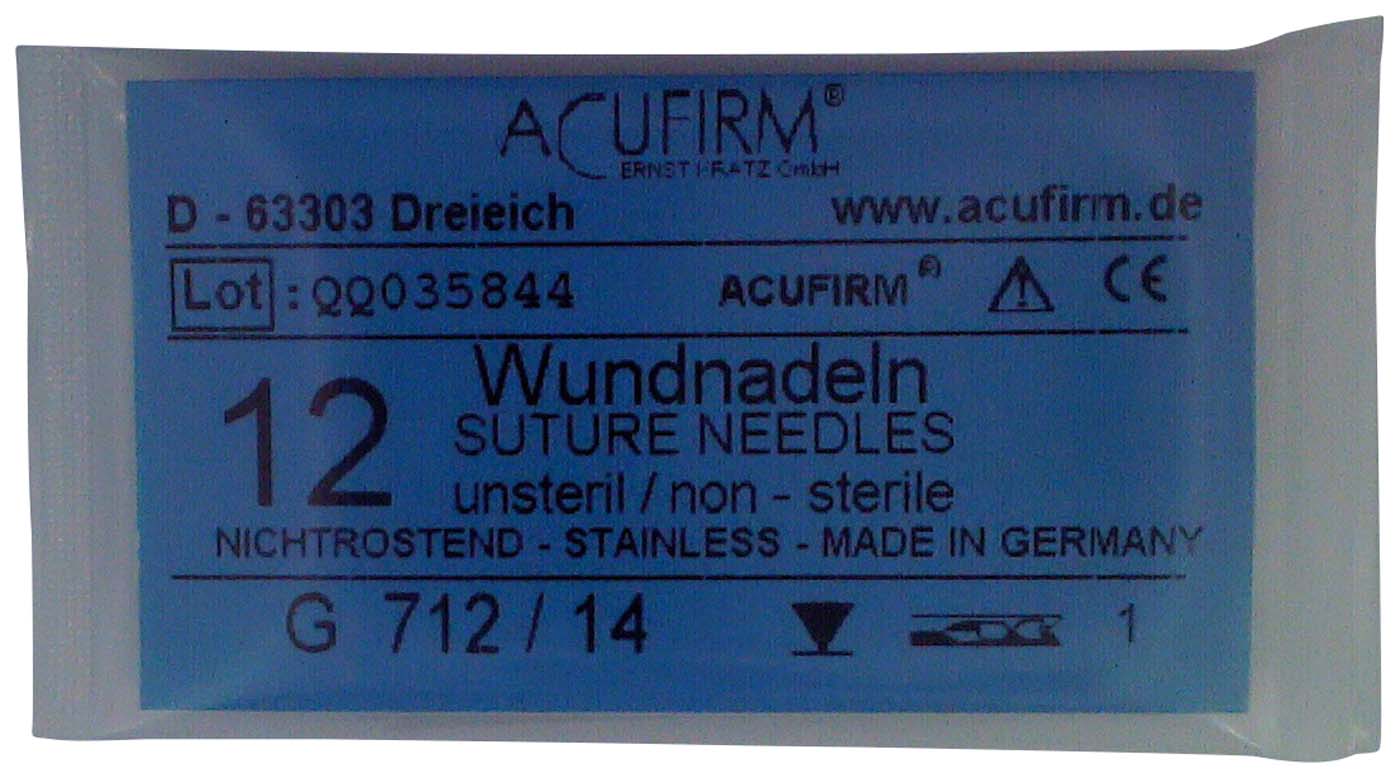 ACUFIRM®
ERNST KRATZ GmbH
D - 63303 Dreieich www.acufirm.de
Lot : QQ035844 ACUFIRM® CE
12 Wundnadeln
SUTURE NEEDLES
unsteril / non - sterile
NICHTROSTEND - STAINLESS - MADE IN GERMANY
G 712 / 14 1